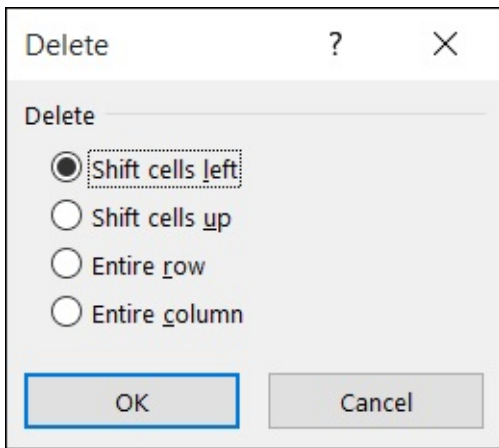 Delete ?
Delete
Shift cells left
Shift cells up
Entire row
Entire column
OK Cancel